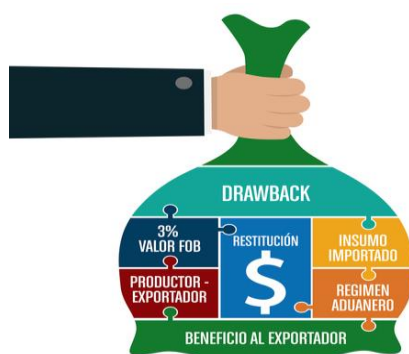 DRAWBACK
3%
VALOR FOB
RESTITUCIÓN
$
INSUMO
IMPORTADO
PRODUCTOR -
EXPORTADOR
REGIMEN
ADUANERO
BENEFICIO AL EXPORTADOR